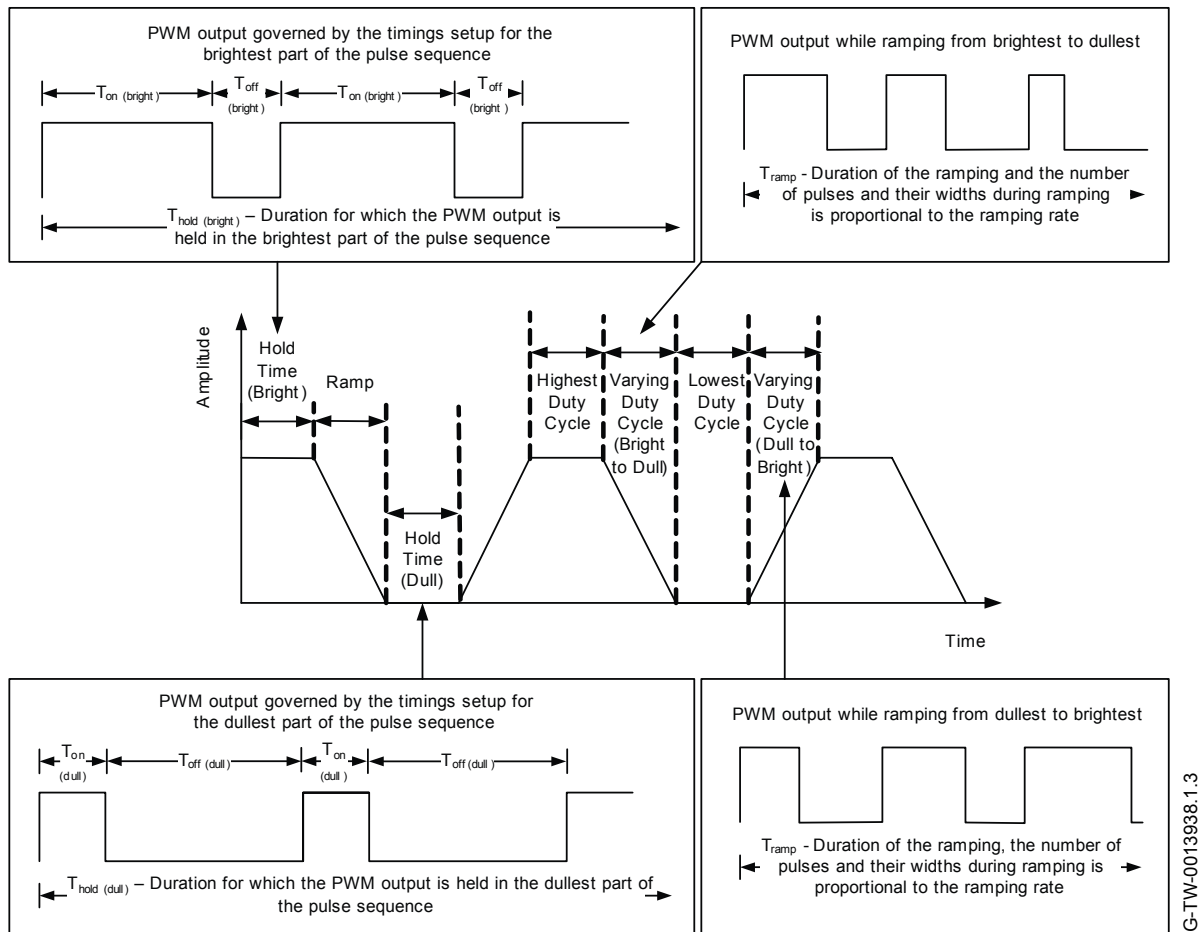 PWM output governed by the timings setup for the
brightest part of the pulse sequence
Ton (bright)
Toff
(bright)
Ton (bright)
Toff
(bright)
Thold (bright) – Duration for which the PWM output is
held in the brightest part of the pulse sequence
PWM output while ramping from brightest to dullest
Tramp - Duration of the ramping and the number
of pulses and their widths during ramping
is proportional to the ramping rate
Amplitude
Hold
Time
(Bright)
Ramp
Hold
Time
(Dull)
Highest
Duty
Cycle
Varying
Duty
Cycle
(Bright
to Dull)
Lowest
Duty
Cycle
Varying
Duty
Cycle
(Dull to
Bright)
Time
PWM output governed by the timings setup for
the dullest part of the pulse sequence
Ton
(dull)
Toff (dull)
Ton
(dull)
Toff (dull)
Thold (dull) – Duration for which the PWM output is held in the dullest part of
the pulse sequence
PWM output while ramping from dullest to brightest
Tramp - Duration of the ramping, the number of
pulses and their widths during ramping is
proportional to the ramping rate
G-TW-0013938.1.3